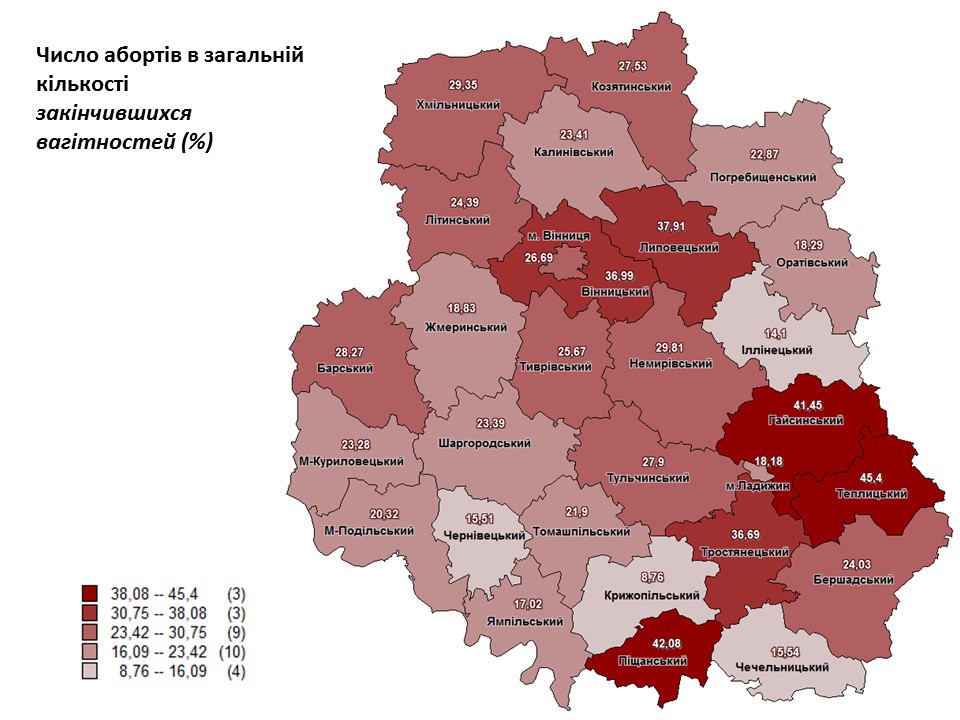 Число абортів в загальній
кількості
закінчившихся
вагітностей (%)
27,53
Козятинський
29,35
Хмільницький
23,41
Калинівський
22,87
Погребищенський
24,39
Літинський
37,91
Липовецький
м. Вінниця
26,69
18,29
Оратівський
36,99
Вінницький
18,83
Жмеринський
14,1
Іллінецький
28,27
Барський
25,67
Тиврівський
29,81
Немирівський
41,45
Гайсинський
23,39
Шаргородський
23,28
М-Куриловецький
27,9
Тульчинський
18,18
м.Ладижин
45,4
Теплицький
20,32
М-Подільський
15,51
Чернівецький
21,9
Томашпільський
36,69
Тростянецький
24,03
Бершадський
8,76
Крижопільський
17,02
Ямпільський
42,08
Піщанський
15,54
Чечельницький
38,08 -- 45,4 (3)
30,75 -- 38,08 (3)
23,42 -- 30,75 (9)
16,09 -- 23,42 (10)
8,76 -- 16,09 (4)